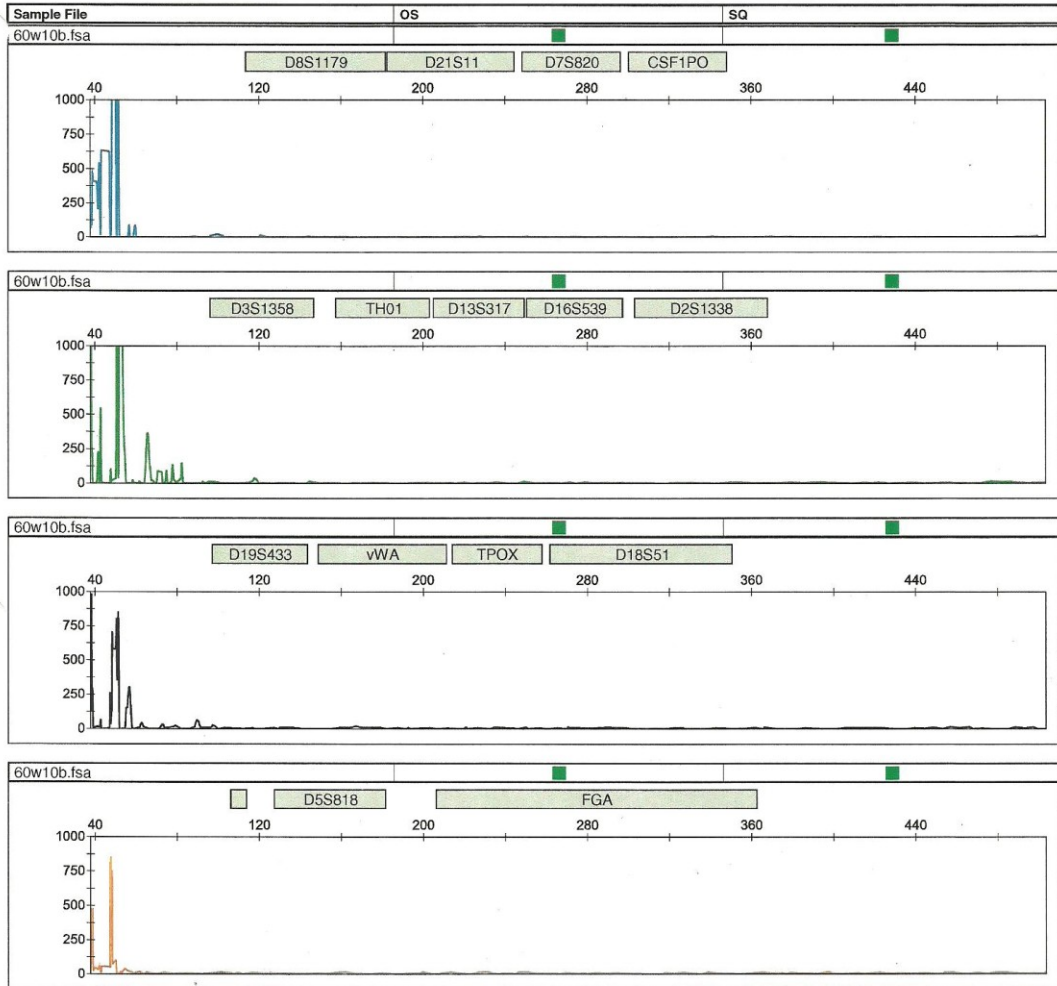 Sample File OS SQ
60w10b.fsa
D8S1179 D21S11 D7S820 CSF1PO
40 120 200 280 360 440
1000
750
500
250
0
60w10b.fsa
D3S1358 TH01 D13S317 D16S539 D2S1338
40 120 200 280 360 440
1000
750
500
250
0
60w10b.fsa
D19S433 vWA TPOX D18S51
40 120 200 280 360 440
1000
750
500
250
0
60w10b.fsa
D5S818 FGA
40 120 200 280 360 440
1000
750
500
250
0